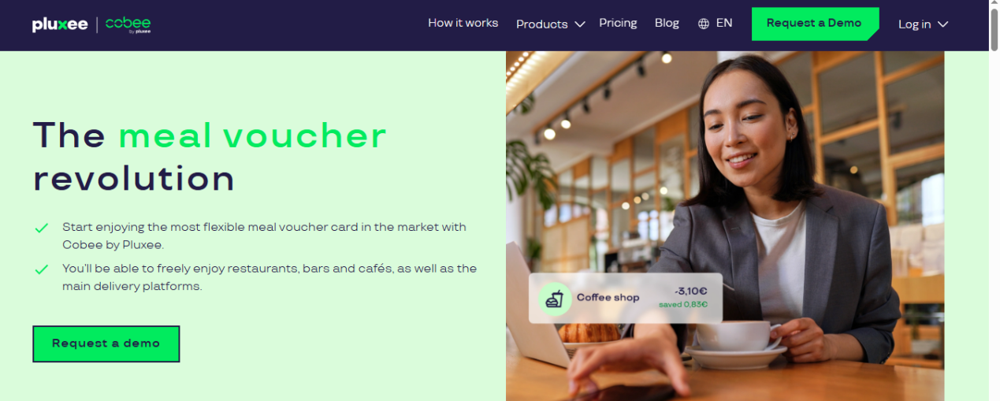 pluxee cobee
by pluxee
How it works Products Pricing Blog EN Request a Demo Log in
The meal voucher
revolution
Start enjoying the most flexible meal voucher card in the market with
Cobee by Pluxee.
You'll be able to freely enjoy restaurants, bars and cafés, as well as the
main delivery platforms.
Request a demo
Coffee shop -3,10€
saved 0,83€